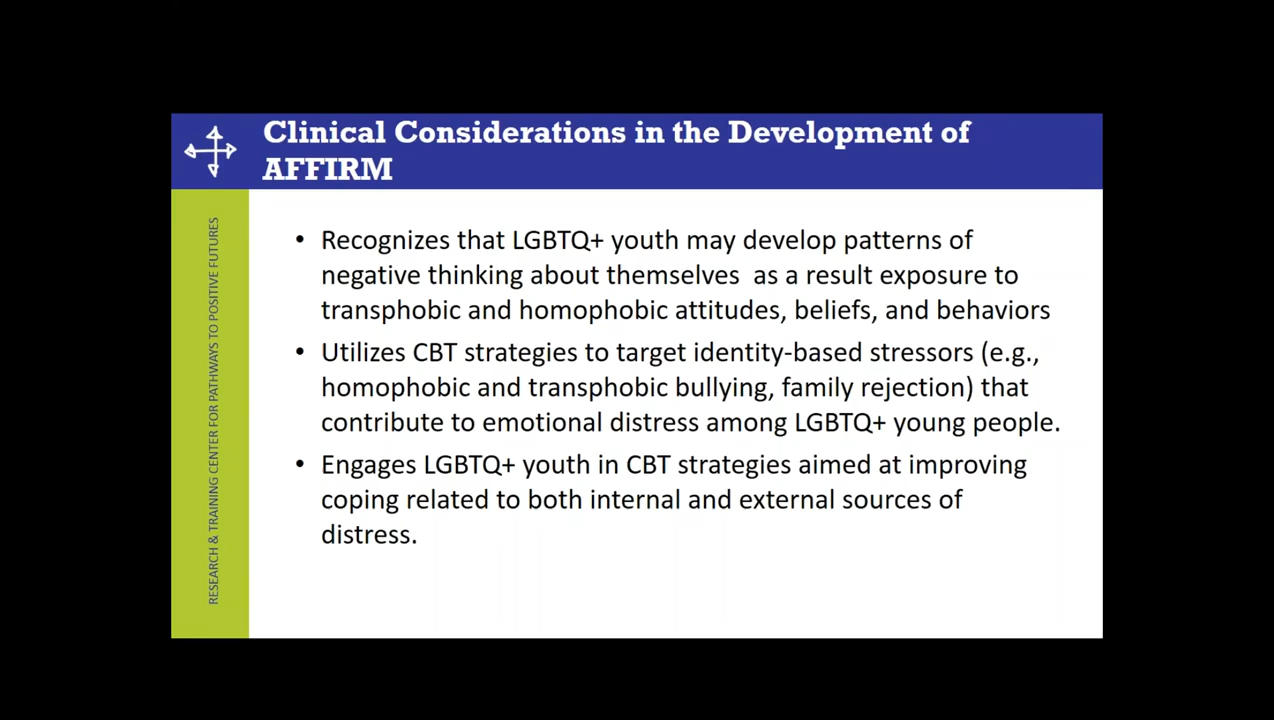 Clinical Considerations in the Development of
AFFIRM
RESEARCH & TRAINING CENTER FOR PATHWAYS TO POSITIVE FUTURES
• Recognizes that LGBTQ+ youth may develop patterns of
negative thinking about themselves  as a result exposure to
transphobic and homophobic attitudes, beliefs, and behaviors
• Utilizes CBT strategies to target identity-based stressors (e.g.,
homophobic and transphobic bullying, family rejection) that
contribute to emotional distress among LGBTQ+ young people.
• Engages LGBTQ+ youth in CBT strategies aimed at improving
coping related to both internal and external sources of
distress.